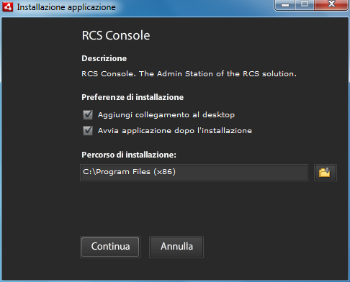 Installazione applicazione
RCS Console
Descrizione
RCS Console. The Admin Station of the RCS solution.
Preferenze di installazione
Aggiungi collegamento al desktop
Avvia applicazione dopo l'installazione
Percorso di installazione:
C:\Program Files (x86)
Continua
Annulla